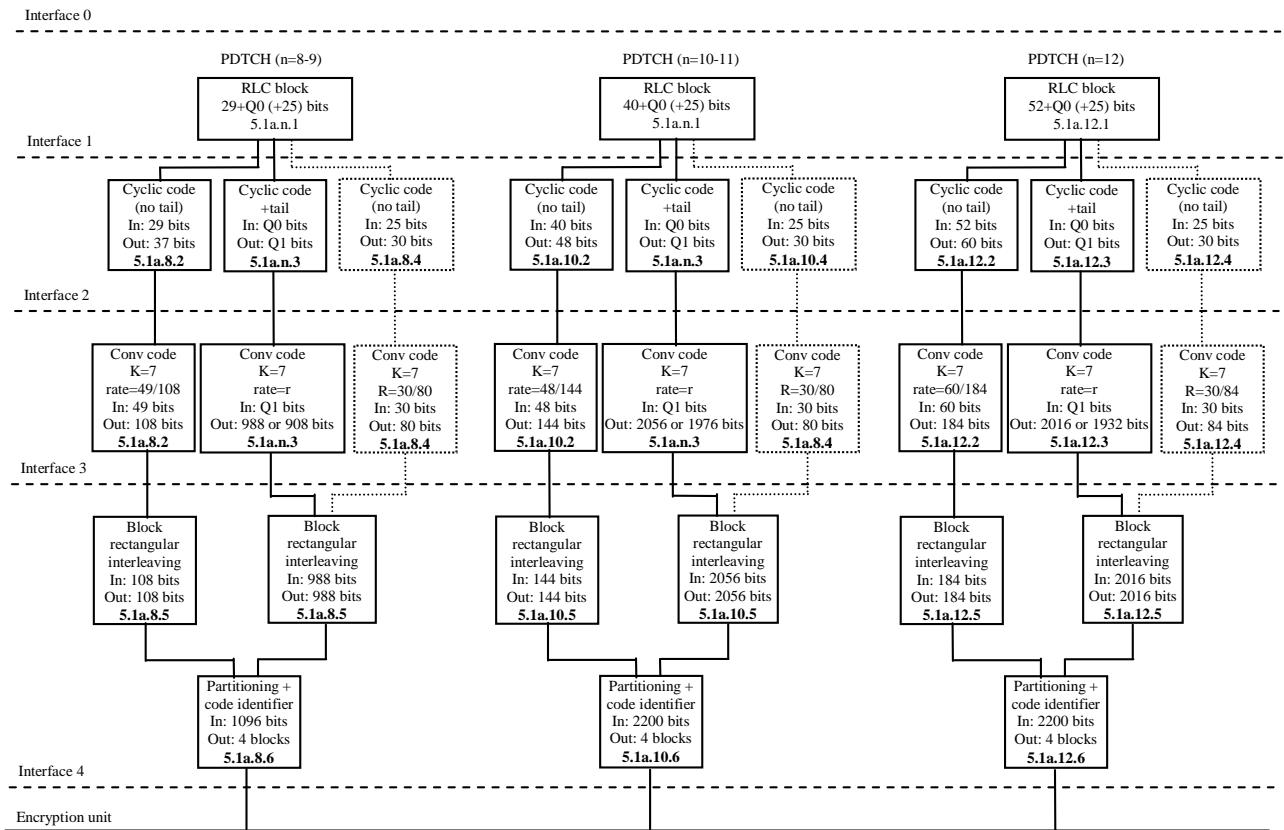 Interface 0
PDTCH (n=8-9)
RLC block
29+Q0 (+25) bits
5.1a.n.1
PDTCH (n=10-11)
RLC block
40+Q0 (+25) bits
5.1a.n.1
PDTCH (n=12)
RLC block
52+Q0 (+25) bits
5.1a.12.1
Interface 1
Cyclic code
(no tail)
In: 29 bits
Out: 37 bits
5.1a.8.2
Cyclic code
+tail
In: Q0 bits
Out: Q1 bits
5.1a.n.3
Cyclic code
(no tail)
In: 25 bits
Out: 30 bits
5.1a.8.4
Cyclic code
(no tail)
In: 40 bits
Out: 48 bits
5.1a.10.2
Cyclic code
+tail
In: Q0 bits
Out: Q1 bits
5.1a.n.3
Cyclic code
(no tail)
In: 25 bits
Out: 30 bits
5.1a.10.4
Cyclic code
(no tail)
In: 52 bits
Out: 60 bits
5.1a.12.2
Cyclic code
+tail
In: Q0 bits
Out: Q1 bits
5.1a.12.3
Cyclic code
(no tail)
In: 25 bits
Out: 30 bits
5.1a.12.4
Interface 2
Conv code
K=7
rate=49/108
In: 49 bits
Out: 108 bits
5.1a.8.2
Conv code
K=7
rate=r
In: Q1 bits
Out: 988 or 908 bits
5.1a.n.3
Conv code
K=7
R=30/80
In: 30 bits
Out: 80 bits
5.1a.8.4
Conv code
K=7
rate=48/144
In: 48 bits
Out: 144 bits
5.1a.10.2
Conv code
K=7
rate=r
In: Q1 bits
Out: 2056 or 1976 bits
5.1a.n.3
Conv code
K=7
R=30/80
In: 30 bits
Out: 80 bits
5.1a.8.4
Conv code
K=7
rate=60/184
In: 60 bits
Out: 184 bits
5.1a.12.2
Conv code
K=7
rate=r
In: Q1 bits
Out: 2016 or 1932 bits
5.1a.12.3
Conv code
K=7
R=30/84
In: 30 bits
Out: 84 bits
5.1a.12.4
Interface 3
Block
rectangular
interleaving
In: 108 bits
Out: 108 bits
5.1a.8.5
Block
rectangular
interleaving
In: 988 bits
Out: 988 bits
5.1a.8.5
Block
rectangular
interleaving
In: 144 bits
Out: 144 bits
5.1a.10.5
Block
rectangular
interleaving
In: 2056 bits
Out: 2056 bits
5.1a.10.5
Block
rectangular
interleaving
In: 184 bits
Out: 184 bits
5.1a.12.5
Block
rectangular
interleaving
In: 2016 bits
Out: 2016 bits
5.1a.12.5
Partitioning +
code identifier
In: 1096 bits
Out: 4 blocks
5.1a.8.6
Partitioning +
code identifier
In: 2200 bits
Out: 4 blocks
5.1a.10.6
Partitioning +
code identifier
In: 2200 bits
Out: 4 blocks
5.1a.12.6
Interface 4
Encryption unit